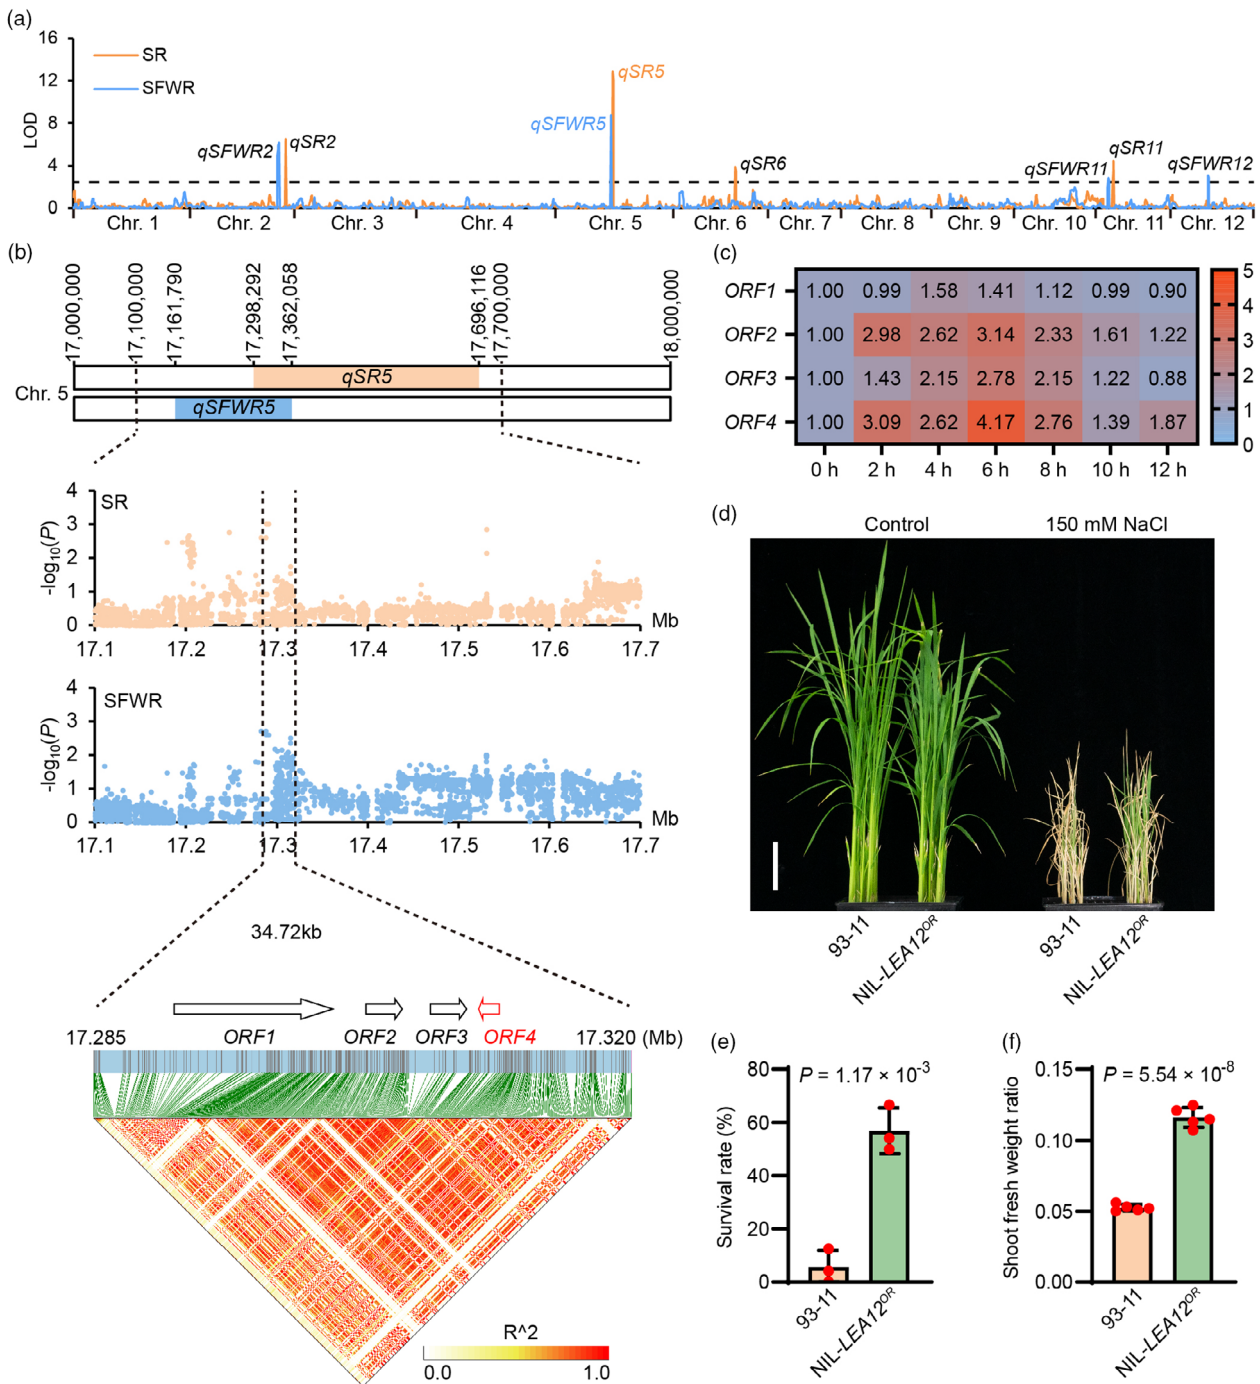 (a)
16
12
8
4
0
LOD
SR
SFWR
qSFWR2
qSR2
qSFWR5
qSR5
qSR6
qSFWR11
qSR11
qSFWR12
Chr. 1 Chr. 2 Chr. 3 Chr. 4 Chr. 5 Chr. 6 Chr. 7 Chr. 8 Chr. 9 Chr. 10 Chr. 11 Chr. 12
(b)
17,000,000
17,100,000
17,161,790
17,298,292
17,362,058
17,696,116
17,700,000
18,000,000
Chr. 5
qSR5
qSFWR5
4
3
2
1
0
-log10(P)
SR
17.1 17.2 17.3 17.4 17.5 17.6 17.7
Mb
4
3
2
1
0
-log10(P)
SFWR
17.1 17.2 17.3 17.4 17.5 17.6 17.7
Mb
34.72kb
17.285 ORF1 ORF2 ORF3 ORF4 17.320 (Mb)
R^2
0.0 1.0
(c)
ORF1 1.00 0.99 1.58 1.41 1.12 0.99 0.90
ORF2 1.00 2.98 2.62 3.14 2.33 1.61 1.22
ORF3 1.00 1.43 2.15 2.78 2.15 1.22 0.88
ORF4 1.00 3.09 2.62 4.17 2.76 1.39 1.87
0 h 2 h 4 h 6 h 8 h 10 h 12 h
5
4
3
2
1
0
(d)
Control 150 mM NaCl
93-11
NIL-LEA12OR
93-11
NIL-LEA12OR
(e)
P = 1.17 × 10-3
80
60
40
20
0
Survival rate (%)
93-11
NIL-LEA12OR
(f)
P = 5.54 × 10-8
0.15
0.10
0.05
0.00
Shoot fresh weight ratio
93-11
NIL-LEA12OR